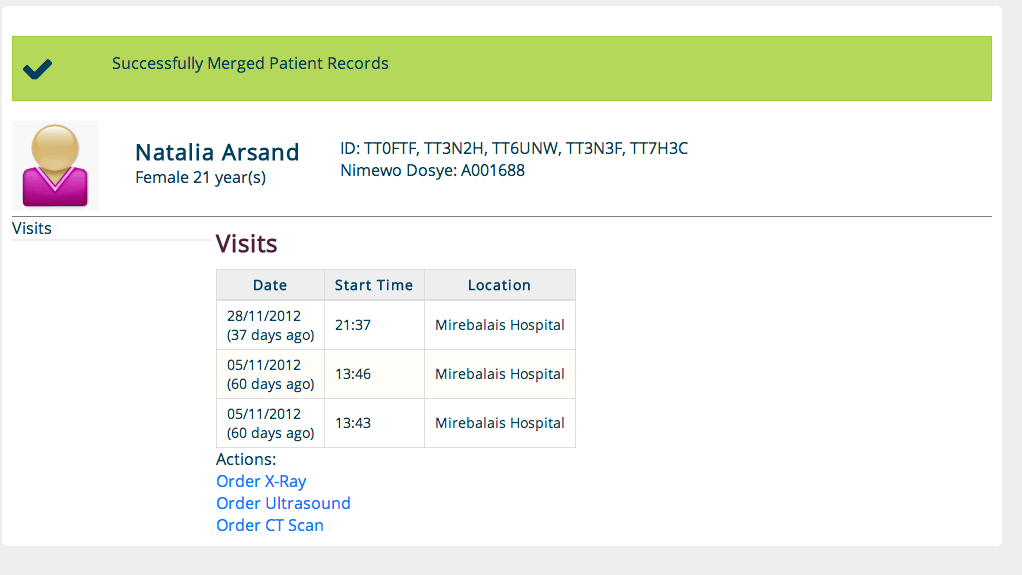 Successfully Merged Patient Records
Natalia Arsand
Female 21 year(s)
ID: TT0FTF, TT3N2H, TT6UNW, TT3N3F, TT7H3C
Nimewo Dosye: A001688
Visits
Visits
Date Start Time Location
28/11/2012
(37 days ago) 21:37 Mirebalais Hospital
05/11/2012
(60 days ago) 13:46 Mirebalais Hospital
05/11/2012
(60 days ago) 13:43 Mirebalais Hospital
Actions:
Order X-Ray
Order Ultrasound
Order CT Scan